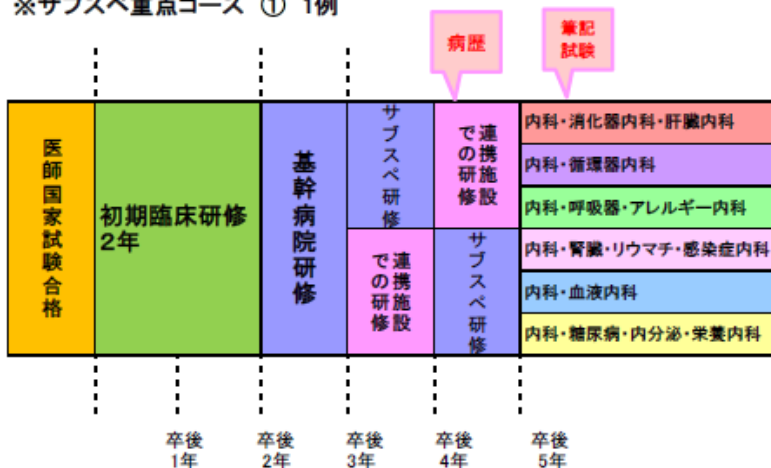 ※サブスペ重点コース ① 1例
病歴
筆記
試験
医師国家試験合格
初期臨床研修
2年
基幹病院研修
サブスペ研修
連携施設
での研修
連携施設
での研修
サブスペ研修
内科・消化器内科・肝臓内科
内科・循環器内科
内科・呼吸器・アレルギー内科
内科・腎臓・リウマチ・感染症内科
内科・血液内科
内科・糖尿病・内分泌・栄養内科
卒後
1年
卒後
2年
卒後
3年
卒後
4年
卒後
5年